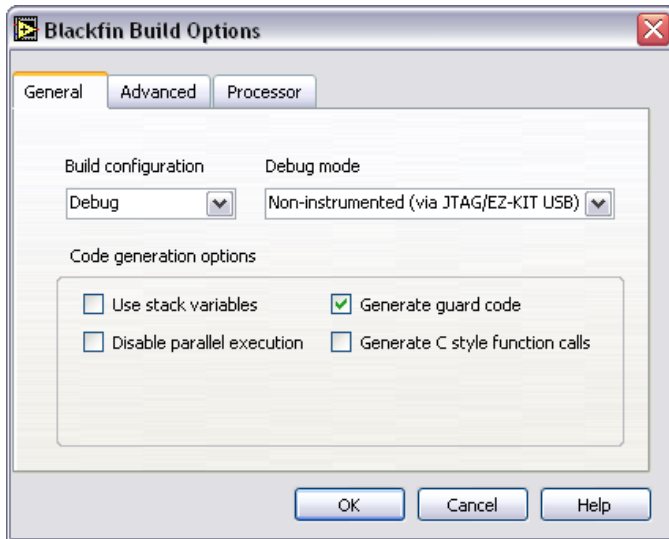 Blackfin Build Options
General Advanced Processor
Build configuration Debug mode
Debug Non-instrumented (via JTAG/EZ-KIT USB)
Code generation options
Use stack variables Generate guard code
Disable parallel execution Generate C style function calls
OK Cancel Help